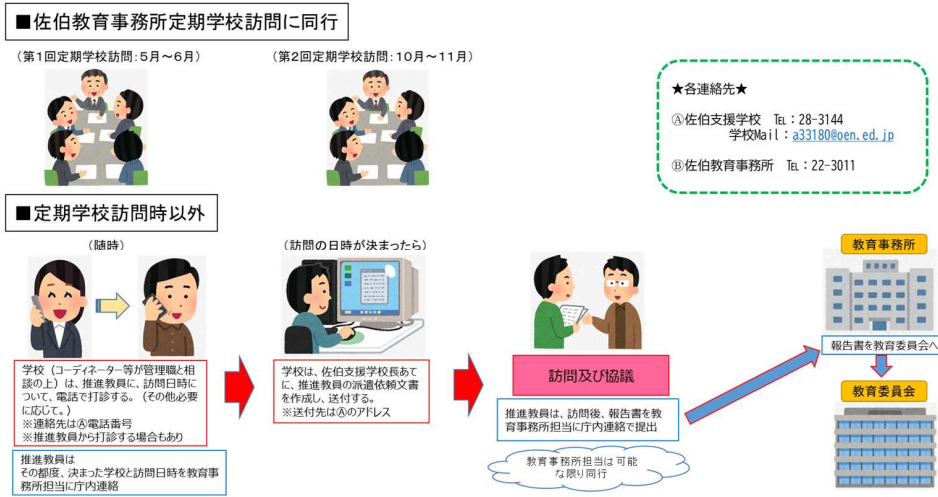 ■佐伯教育事務所定期学校訪問に同行
（第1回定期学校訪問：5月～6月）
（第2回定期学校訪問：10月～11月）
★各連絡先★
Ⓐ佐伯支援学校　℡：28-3144
学校Mail：a33180@oen.ed.jp
Ⓑ佐伯教育事務所　℡：22-3011
■定期学校訪問時以外
（随時）
学校（コーディネーター等が管理職と相
談の上）は、推進教員に、訪問日時に
ついて、電話で打診する。（その他必要
に応じて。）
※連絡先はⒶ電話番号
※推進教員から打診する場合もあり
推進教員は
その都度、決まった学校と訪問日時を教育事
務所担当に庁内連絡
（訪問の日時が決まったら）
学校は、佐伯支援学校長あて
に、推進教員の派遣依頼文書
を作成し、送付する。
※送付先はⒶのアドレス
訪問及び協議
推進教員は、訪問後、報告書を教
育事務所担当に庁内連絡で提出
教育事務所担当は可能
な限り同行
教育事務所
報告書を教育委員会へ
教育委員会